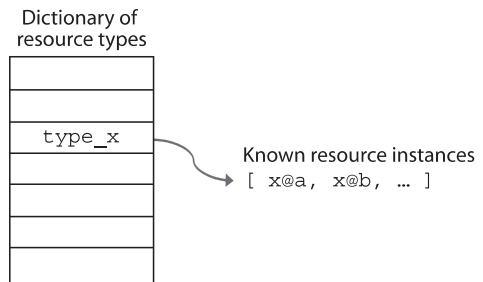 Dictionary of
resource types
type_x
Known resource instances
[ x@a, x@b, … ]